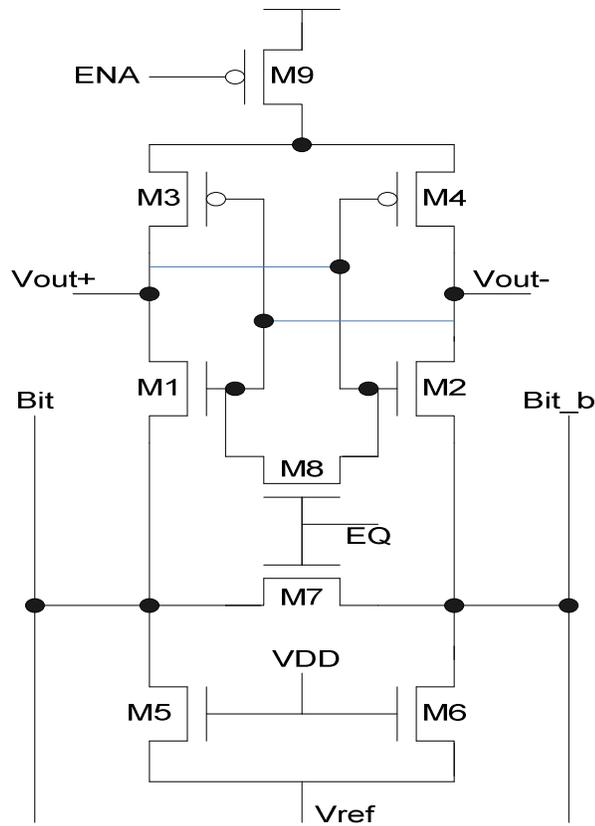 ENA
M9
M3
M4
Vout+
Vout-
M1
M2
Bit
Bit_b
M8
EQ
M7
VDD
M5
M6
Vref